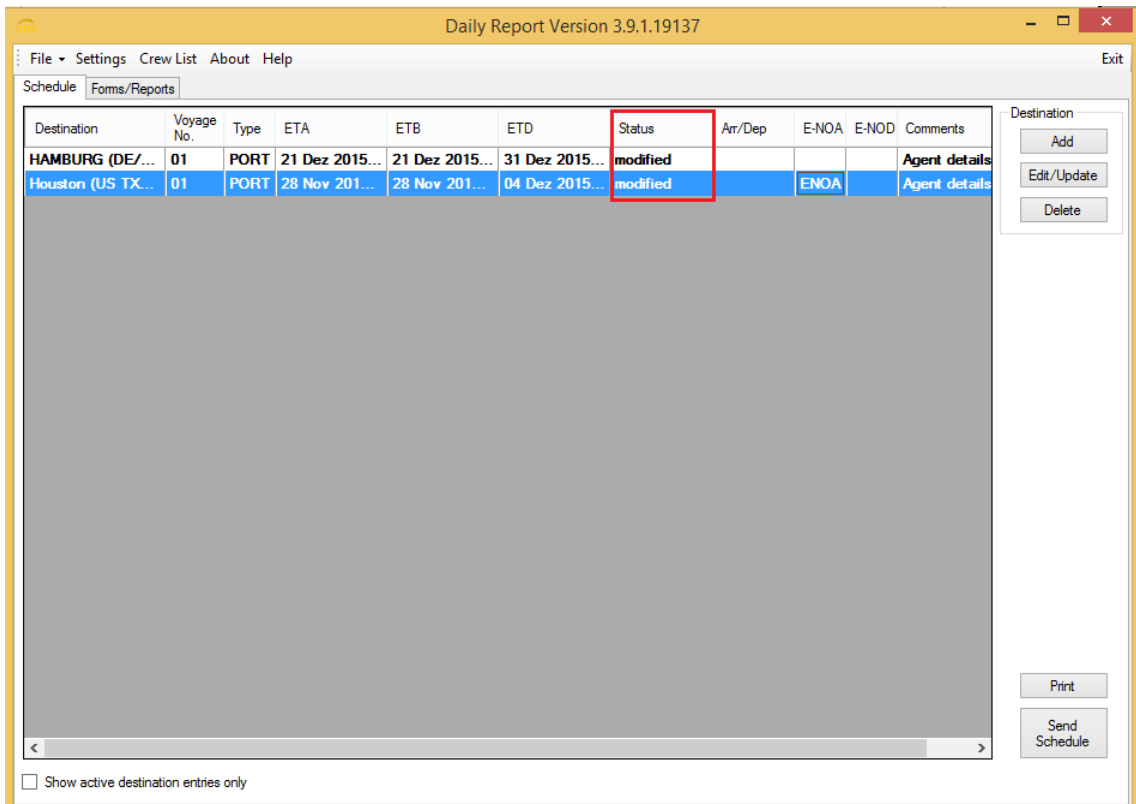 Daily Report Version 3.9.1.19137
File Settings Crew List About Help Exit
Schedule Forms/Reports
Destination Voyage No. Type ETA ETB ETD Status Arr/Dep E-NOA E-NOD Comments
HAMBURG (DE/... 01 PORT 21 Dez 2015... 21 Dez 2015... 31 Dez 2015... modified Agent details
Houston (US TX... 01 PORT 28 Nov 201... 28 Nov 201... 04 Dez 2015... modified ENOA Agent details
Destination
Add
Edit/Update
Delete
Print
Send
Schedule
Show active destination entries only